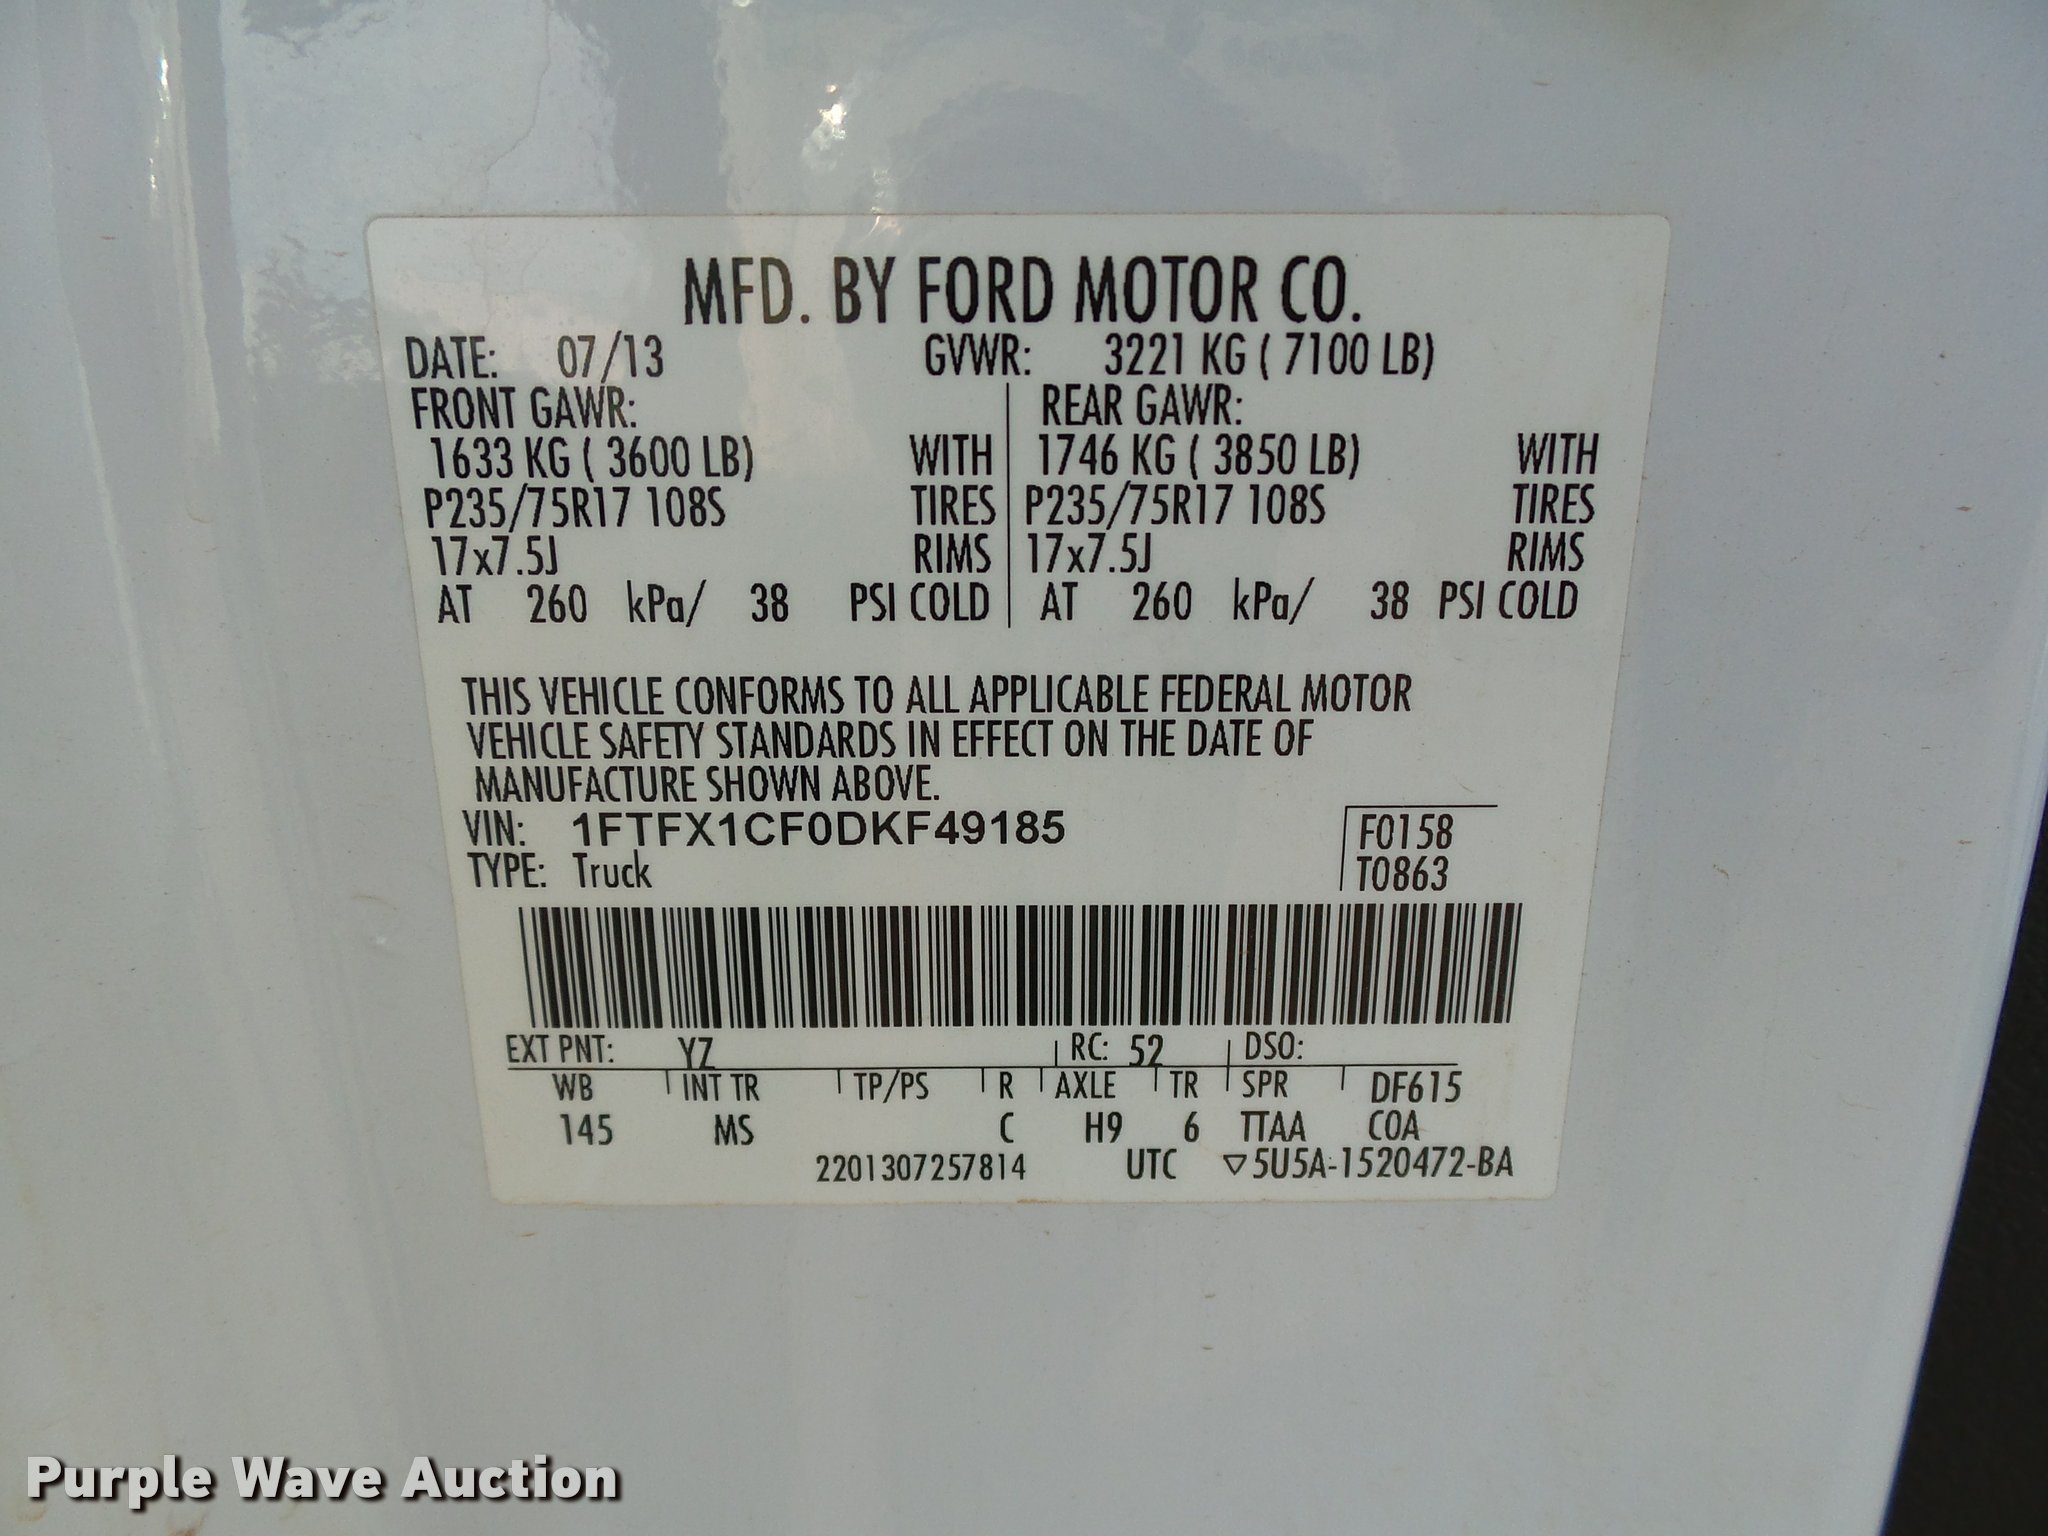 MFD. BY FORD MOTOR CO.
DATE: 07/13 GVWR: 3221 KG ( 7100 LB)
FRONT GAWR: REAR GAWR:
1633 KG ( 3600 LB) WITH 1746 KG ( 3850 LB) WITH
P235/75R17 108S TIRES P235/75R17 108S TIRES
17x7.5J RIMS 17x7.5J RIMS
AT 260 kPa/ 38 PSI COLD AT 260 kPa/ 38 PSI COLD
THIS VEHICLE CONFORMS TO ALL APPLICABLE FEDERAL MOTOR
VEHICLE SAFETY STANDARDS IN EFFECT ON THE DATE OF
MANUFACTURE SHOWN ABOVE.
VIN: 1FTFX1CF0DKF49185 F0158
TYPE: Truck T0863
EXT PNT: YZ RC: 52 DSO:
WB INT TR TP/PS R AXLE TR SPR DF615
145 MS C H9 6 TTAA COA
2201307257814 UTC ▽5U5A-1520472-BA
Purple Wave Auction